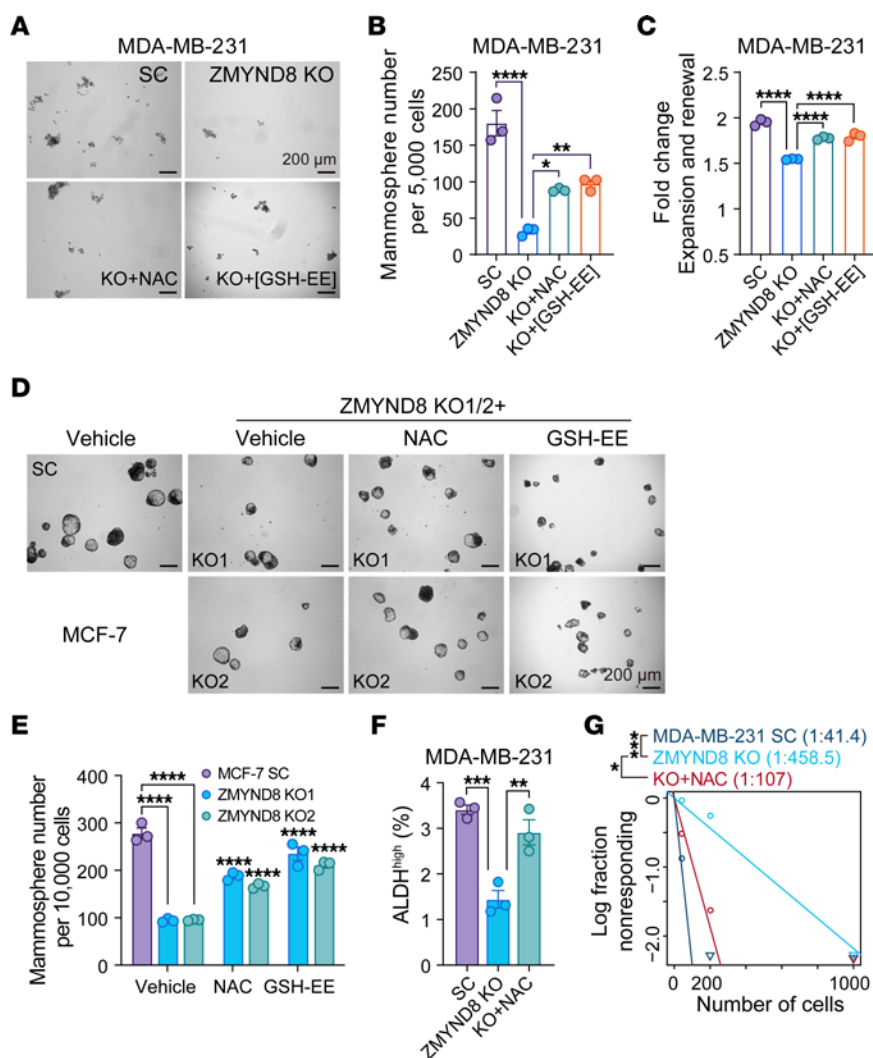 A
MDA-MB-231
SC
ZMYND8 KO
200 µm
KO+NAC
KO+[GSH-EE]
B
MDA-MB-231
Mammosphere number
per 5,000 cells
250
200
150
100
50
0
****
**
*
SC
ZMYND8 KO
KO+NAC
KO+[GSH-EE]
C
MDA-MB-231
Fold change
Expansion and renewal
2.5
2
1.5
1
0.5
**** ****
****
SC
ZMYND8 KO
KO+NAC
KO+[GSH-EE]
D
ZMYND8 KO1/2+
Vehicle Vehicle NAC GSH-EE
SC
KO1 KO1 KO1
MCF-7
KO2 KO2 KO2
200 µm
E
MCF-7 SC
ZMYND8 KO1
ZMYND8 KO2
Mammosphere number
per 10,000 cells
400
300
200
100
0
****
****
**** ****
**** ****
Vehicle NAC GSH-EE
F
MDA-MB-231
ALDHhigh (%)
4
3
2
1
0
*** **
SC
ZMYND8 KO
KO+NAC
G
MDA-MB-231 SC (1:41.4)
ZMYND8 KO (1:458.5)
KO+NAC (1:107)
***
*
Log fraction
nonresponding
0
-1.0
-2.0
0 200 1000
Number of cells